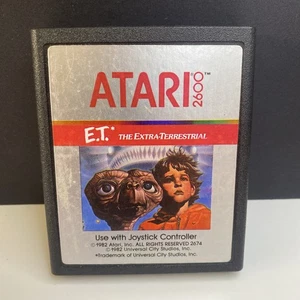 ATARI 2600™
E.T.* THE EXTRA-TERRESTRIAL
Use with Joystick Controller
©1982 Atari, Inc. ALL RIGHTS RESERVED 2674
©1982 Universal City Studios, Inc.
*Trademark of Universal City Studios, Inc.